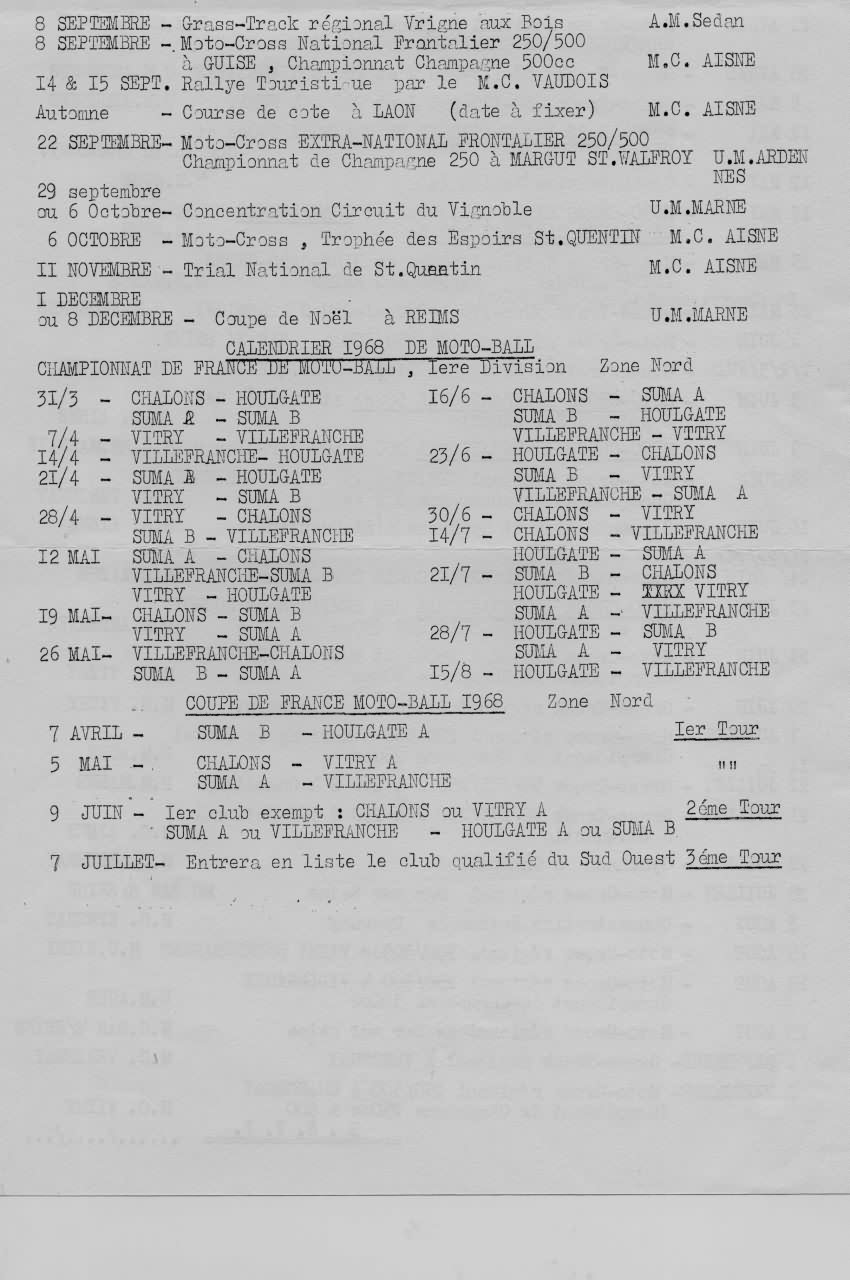 8 SEPTEMBRE - Grass-Track régional Vrigne aux Bois A.M.Sedan
8 SEPTEMBRE - Moto-Cross National Frontalier 250/500
à GUISE , Championnat Champagne 500cc M.C. AISNE
I4 & I5 SEPT. Rallye Touristique par le M.C. VAUDOIS
Automne - Course de cote à LAON (date à fixer) M.C. AISNE
22 SEPTEMBRE- Moto-Cross EXTRA-NATIONAL FRONTALIER 250/500
Championnat de Champagne 250 à MARGUT ST.WALFROY U.M.ARDEN
NES
29 septembre
ou 6 Octobre- Concentration Circuit du Vignoble U.M.MARNE
6 OCTOBRE - Moto-Cross , Trophée des Espoirs St.QUENTIN M.C. AISNE
II NOVEMBRE - Trial National de St.Quentin M.C. AISNE
I DECEMBRE
ou 8 DECEMBRE - Coupe de Noël à REIMS U.M.MARNE
CALENDRIER I968 DE MOTO-BALL
CHAMPIONNAT DE FRANCE DE MOTO-BALL , Iere Division Zone Nord
3I/3 - CHALONS - HOULGATE I6/6 - CHALONS - SUMA A
SUMA - SUMA B SUMA B - HOULGATE
7/4 - VITRY - VILLEFRANCHE VILLEFRANCHE - VTTRY
I4/4 - VILLEFRANCHE- HOULGATE 23/6 - HOULGATE - CHALONS
2I/4 - SUMA - HOULGATE SUMA B - VITRY
VITRY - SUMA B VILLEFRANCHE - SUMA A
28/4 - VITRY - CHALONS 30/6 - CHALONS - VITRY
SUMA B - VILLEFRANCHE I4/7 - CHALONS - VILLEFRANCHE
I2 MAI SUMA A - CHALONS HOULGATE - SUMA A
VILLEFRANCHE-SUMA B 2I/7 - SUMA B - CHALONS
VITRY - HOULGATE HOULGATE - VITRY
I9 MAI- CHALONS - SUMA B SUMA A - VILLEFRANCHE
VITRY - SUMA A 28/7 - HOULGATE - SUMA B
26 MAI- VILLEFRANCHE-CHALONS SUMA A - VITRY
SUMA B - SUMA A I5/8 - HOULGATE - VILLEFRANCHE
COUPE DE FRANCE MOTO-BALL I968 Zone Nord
7 AVRIL - SUMA B - HOULGATE A Ier Tour
5 MAI - CHALONS - VITRY A ""
SUMA A - VILLEFRANCHE
9 JUIN - Ier club exempt : CHALONS ou VITRY A 2éme Tour
SUMA A ou VILLEFRANCHE - HOULGATE A ou SUMA B
7 JUILLET- Entrera en liste le club qualifié du Sud Ouest 3éme Tour